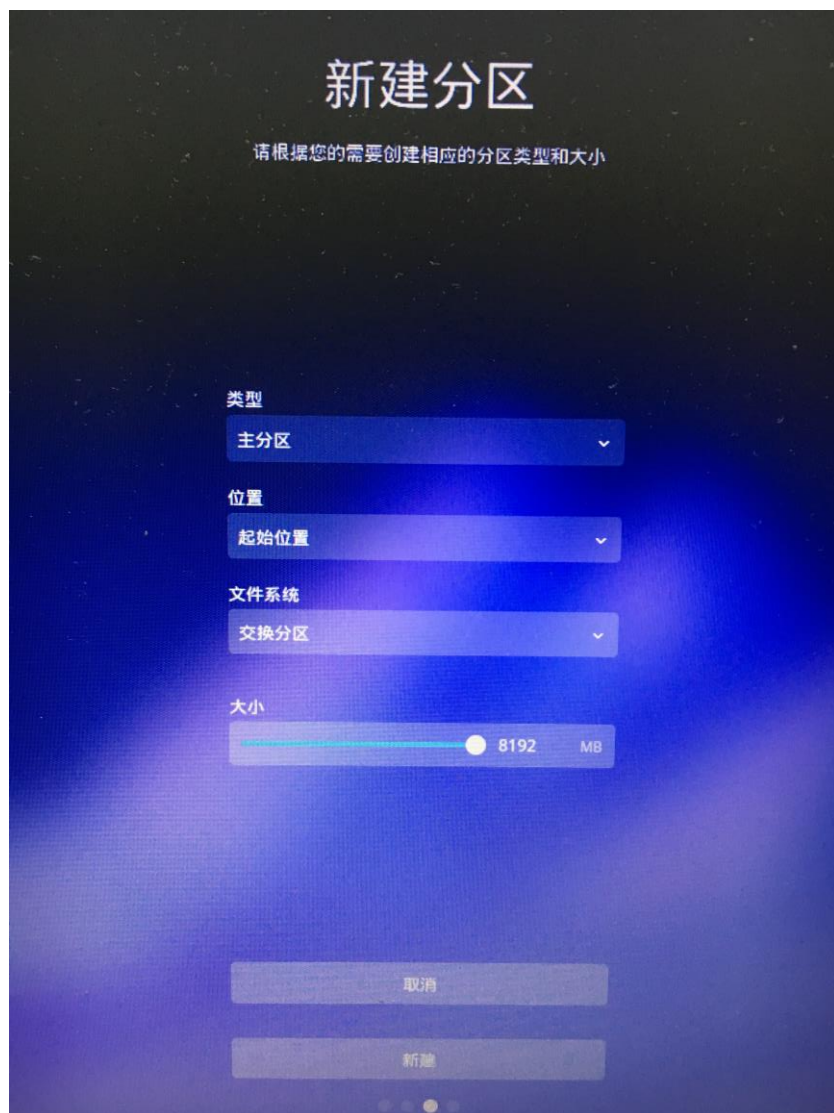 新建分区
请根据您的需要创建相应的分区类型和大小
类型
主分区
位置
起始位置
文件系统
交换分区
大小
8192 MB
取消
新建